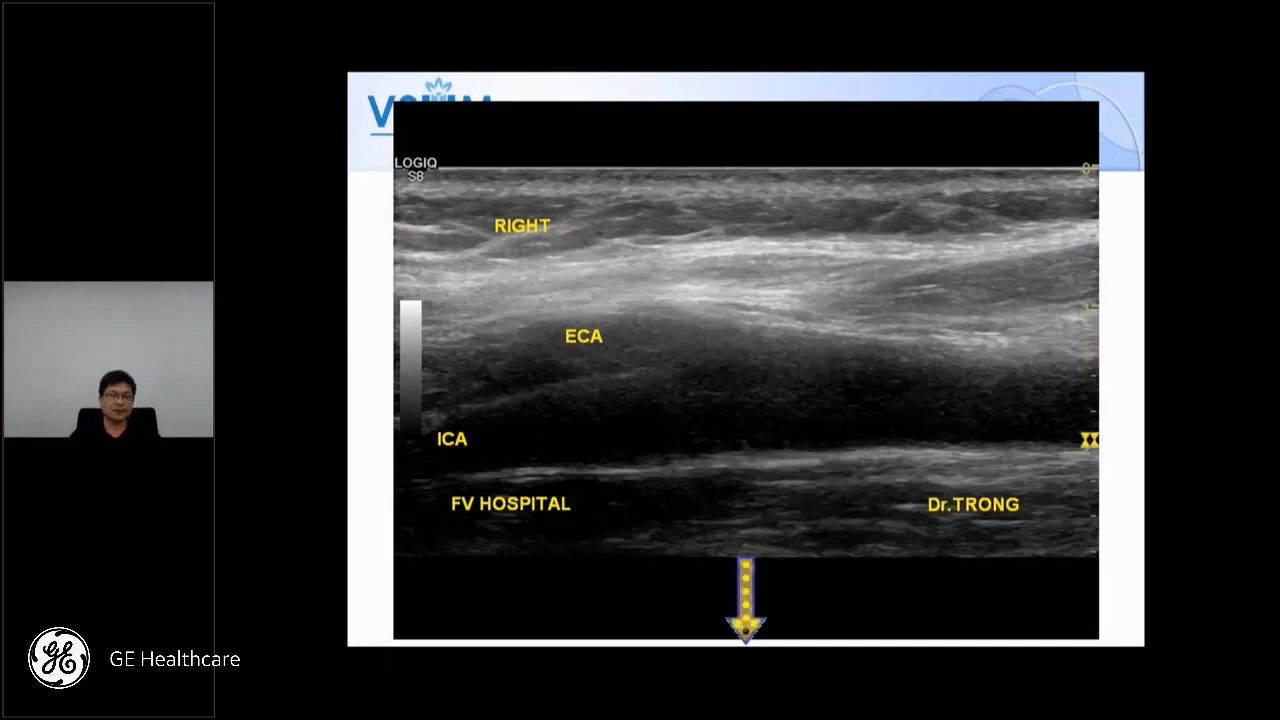 LOGIQ
S8
RIGHT
ECA
ICA
FV HOSPITAL
Dr.TRONG
GE Healthcare